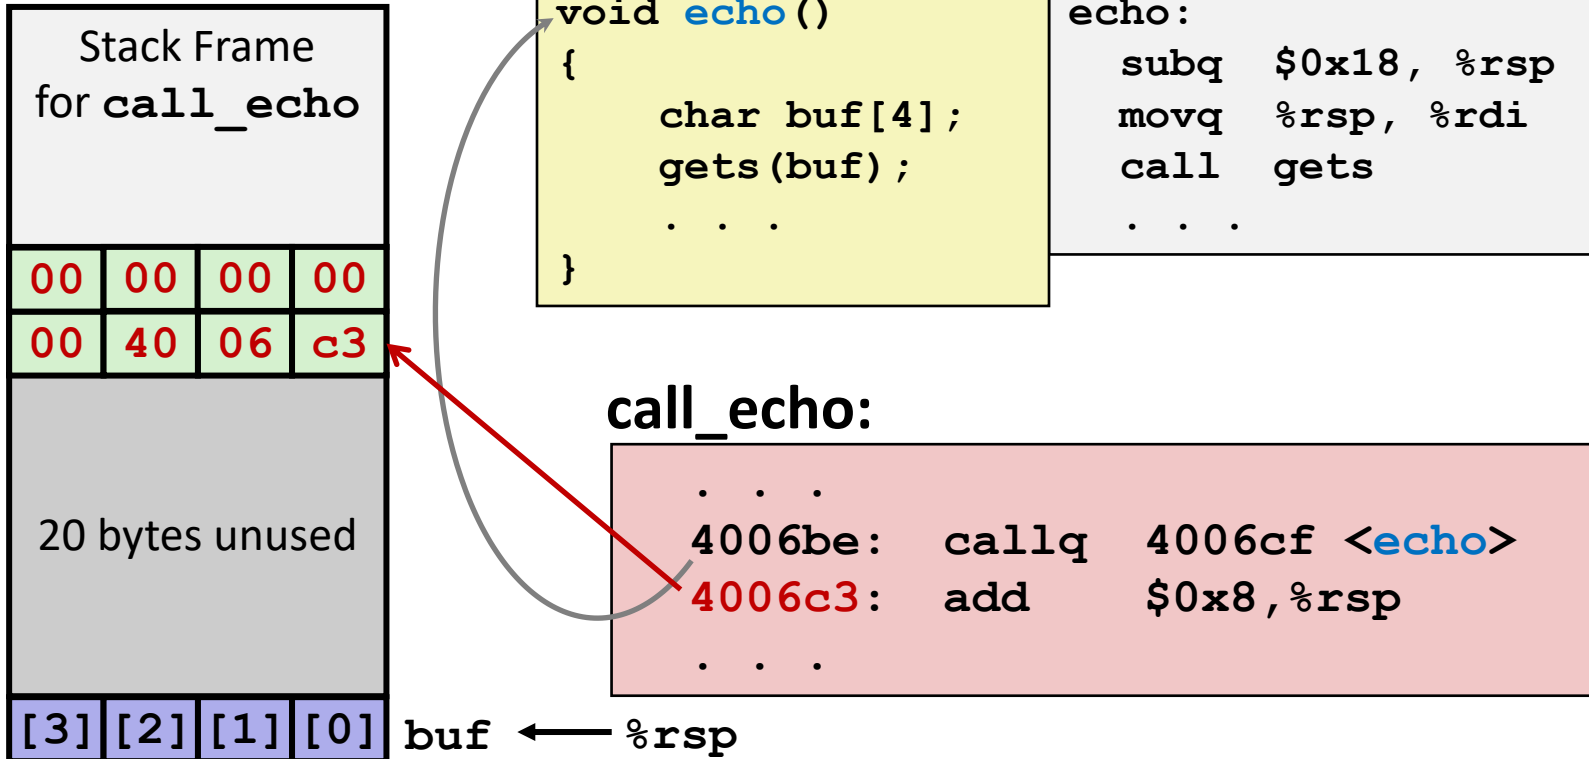 Stack Frame
for call_echo
00 00 00 00
00 40 06 c3
20 bytes unused
[3] [2] [1] [0] buf ← %rsp
void echo()
{
char buf[4];
gets(buf);
. . .
}
echo:
subq $0x18, %rsp
movq %rsp, %rdi
call gets
. . .
call_echo:
. . .
4006be: callq 4006cf <echo>
4006c3: add $0x8,%rsp
. . .